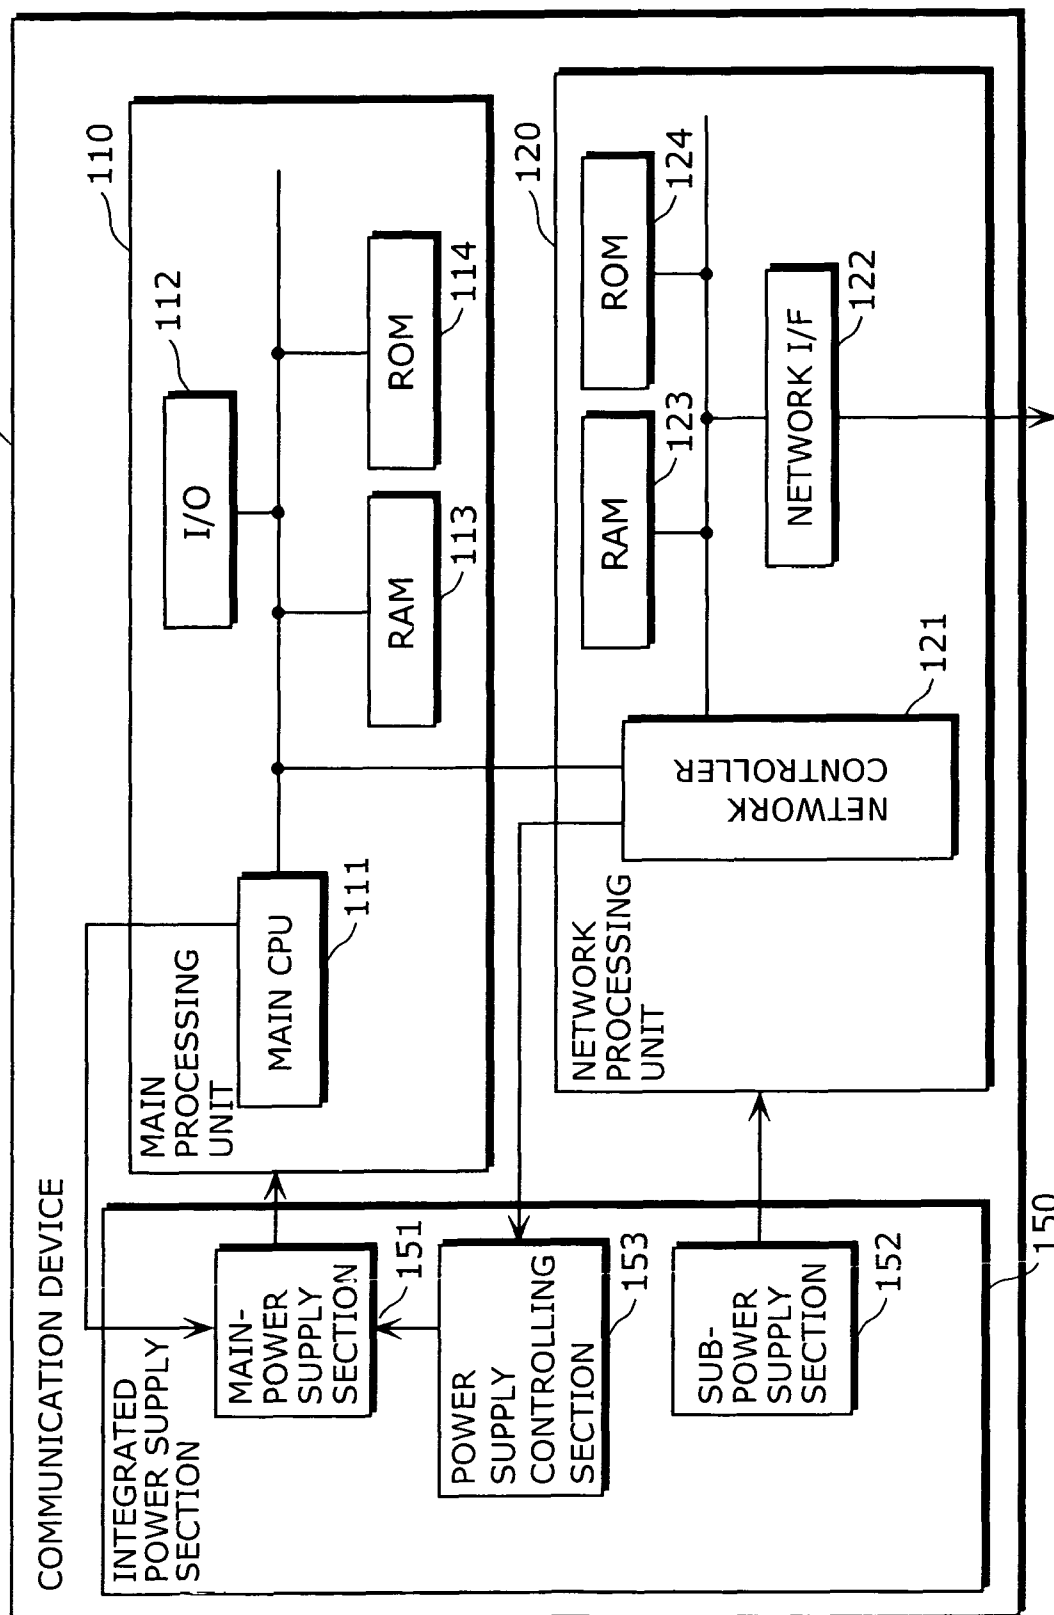 COMMUNICATION DEVICE
INTEGRATED
POWER SUPPLY
SECTION
MAIN-
POWER
SUPPLY
SECTION
151
POWER
SUPPLY
CONTROLLING
SECTION
153
SUB-
POWER
SUPPLY
SECTION
152
150
MAIN
PROCESSING
UNIT
110
MAIN CPU
111
I/O
112
RAM
113
ROM
114
NETWORK
PROCESSING
UNIT
120
NETWORK
CONTROLLER
121
RAM
123
ROM
124
NETWORK I/F
122